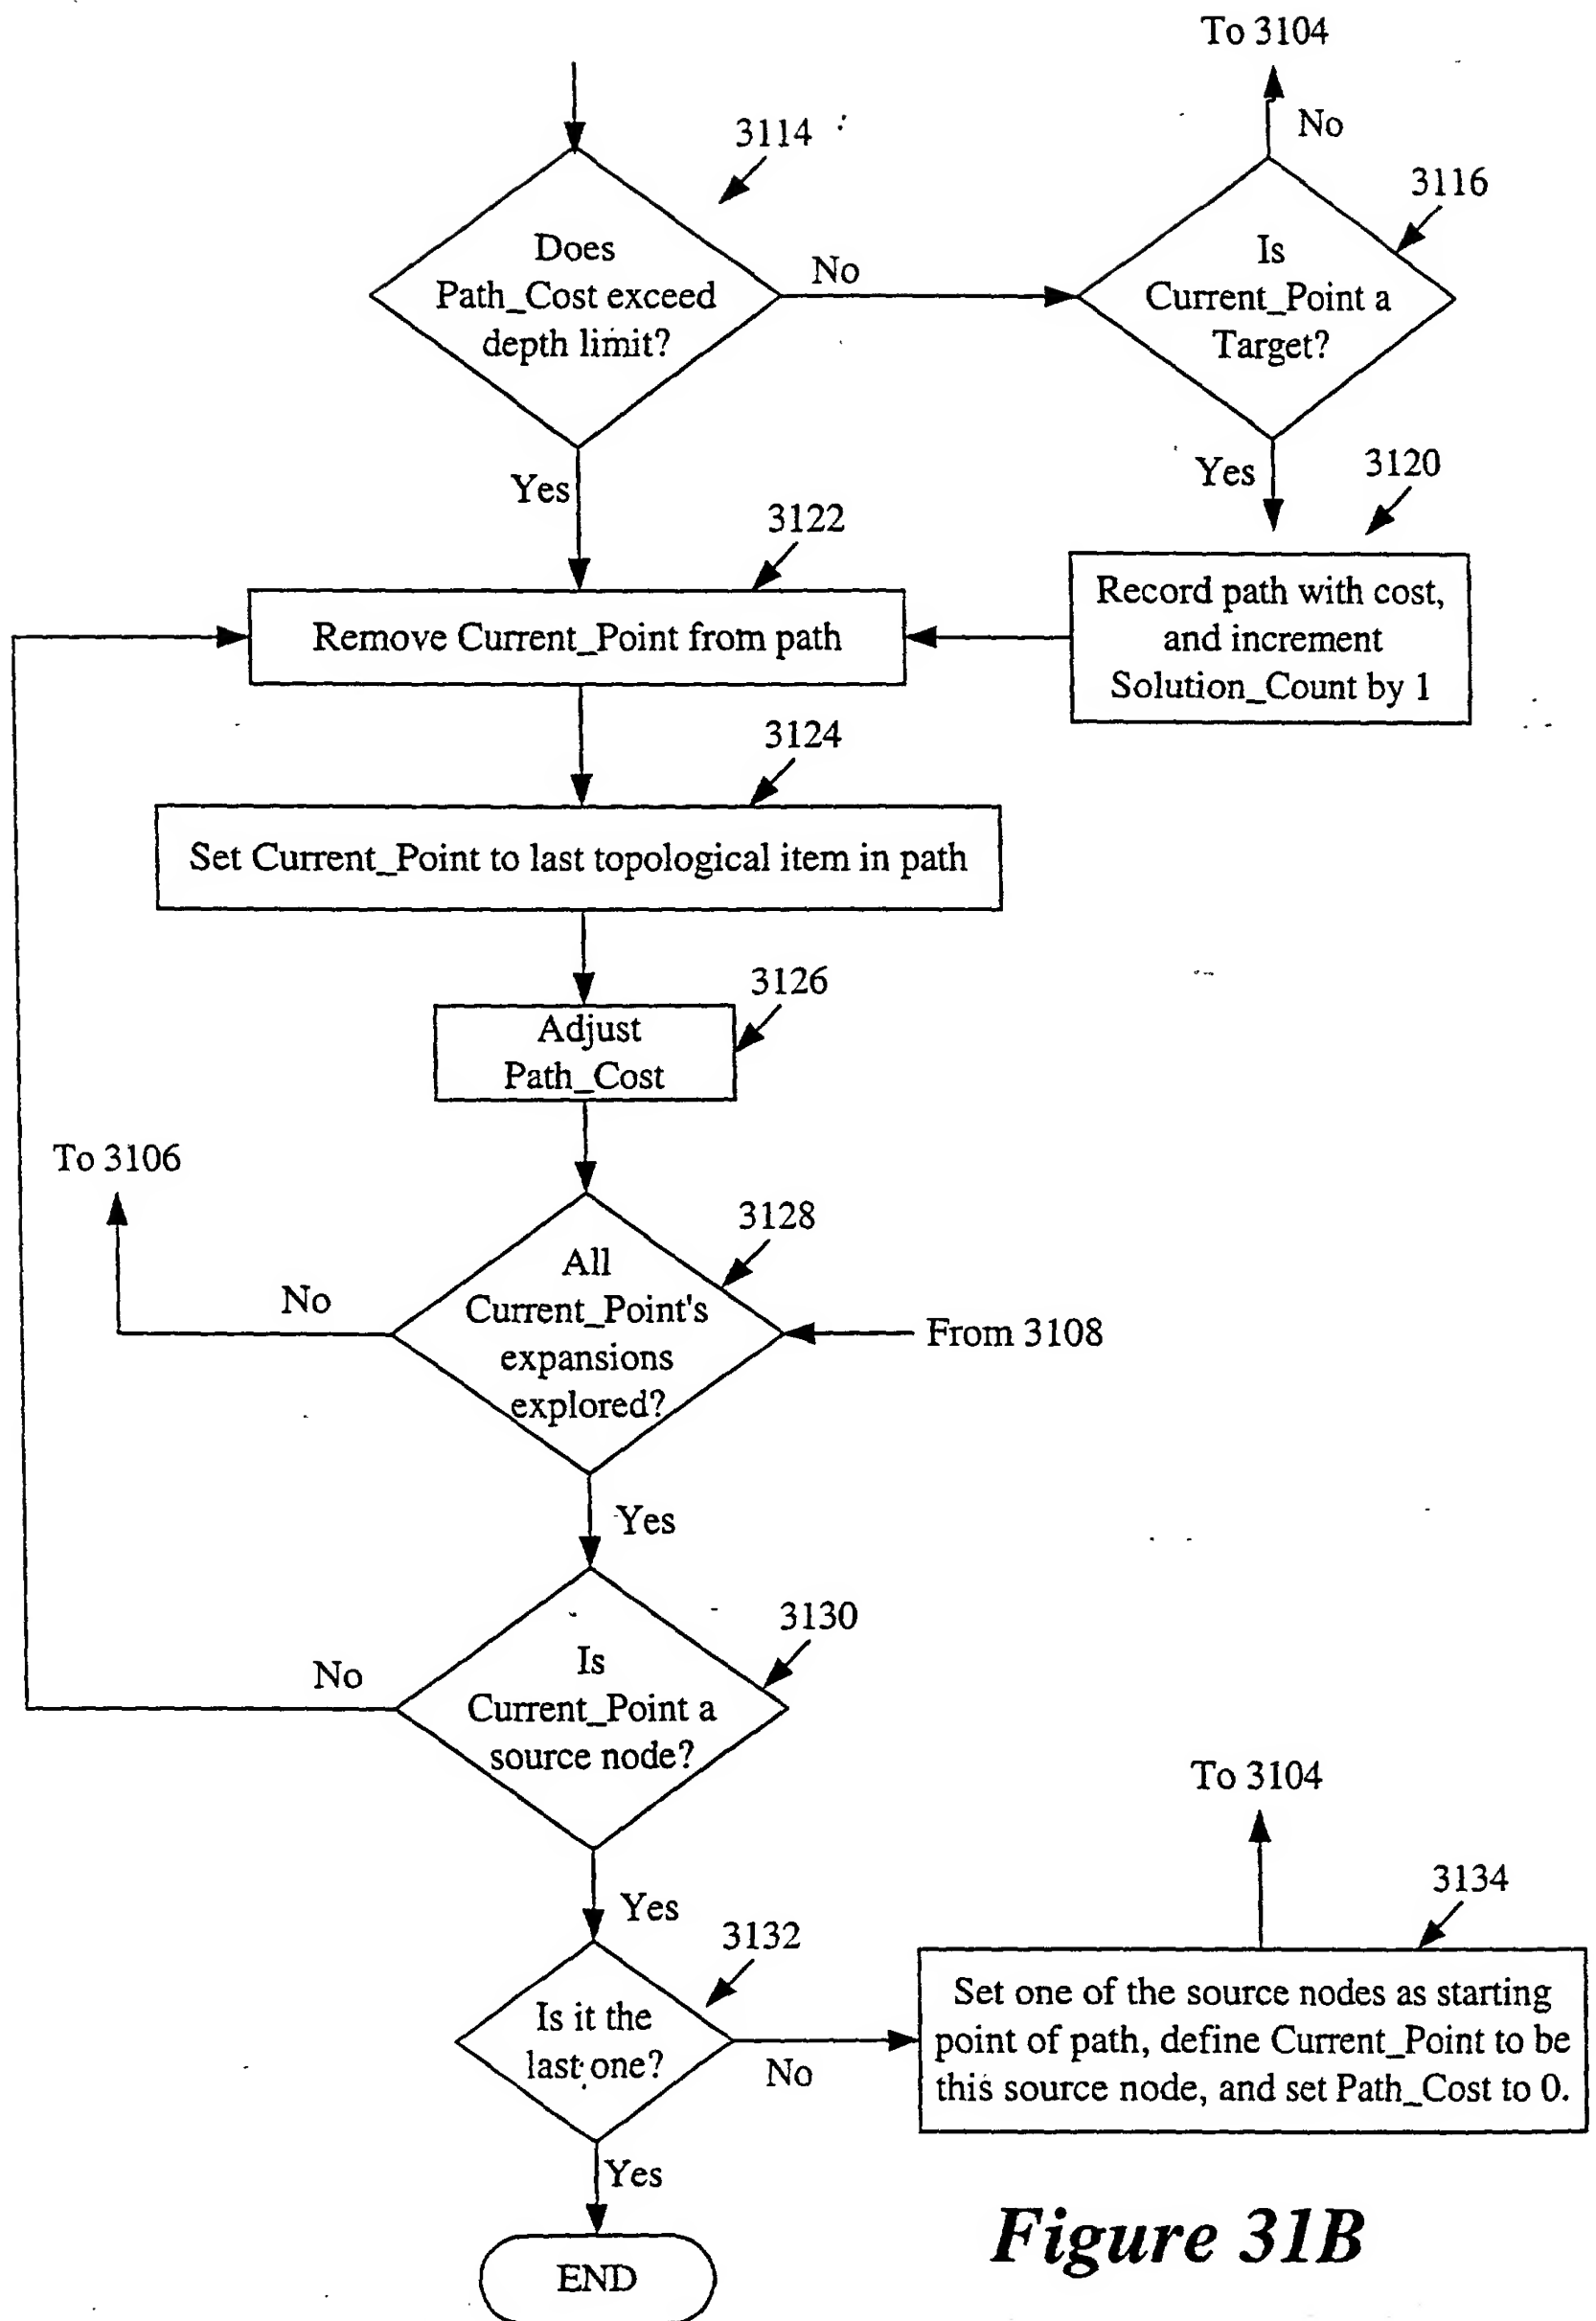 To 3104
No
3114
3116
Does
Path_Cost exceed
depth limit?
No
Is
Current_Point a
Target?
Yes
Yes
3120
3122
Remove Current_Point from path
Record path with cost,
and increment
Solution_Count by 1
3124
Set Current_Point to last topological item in path
3126
Adjust
Path_Cost
To 3106
3128
All
Current_Point's
expansions
explored?
No
From 3108
Yes
3130
Is
Current_Point a
source node?
No
To 3104
Yes
3134
3132
Is it the
last one?
No
Set one of the source nodes as starting
point of path, define Current_Point to be
this source node, and set Path_Cost to 0.
Yes
END
Figure 31B